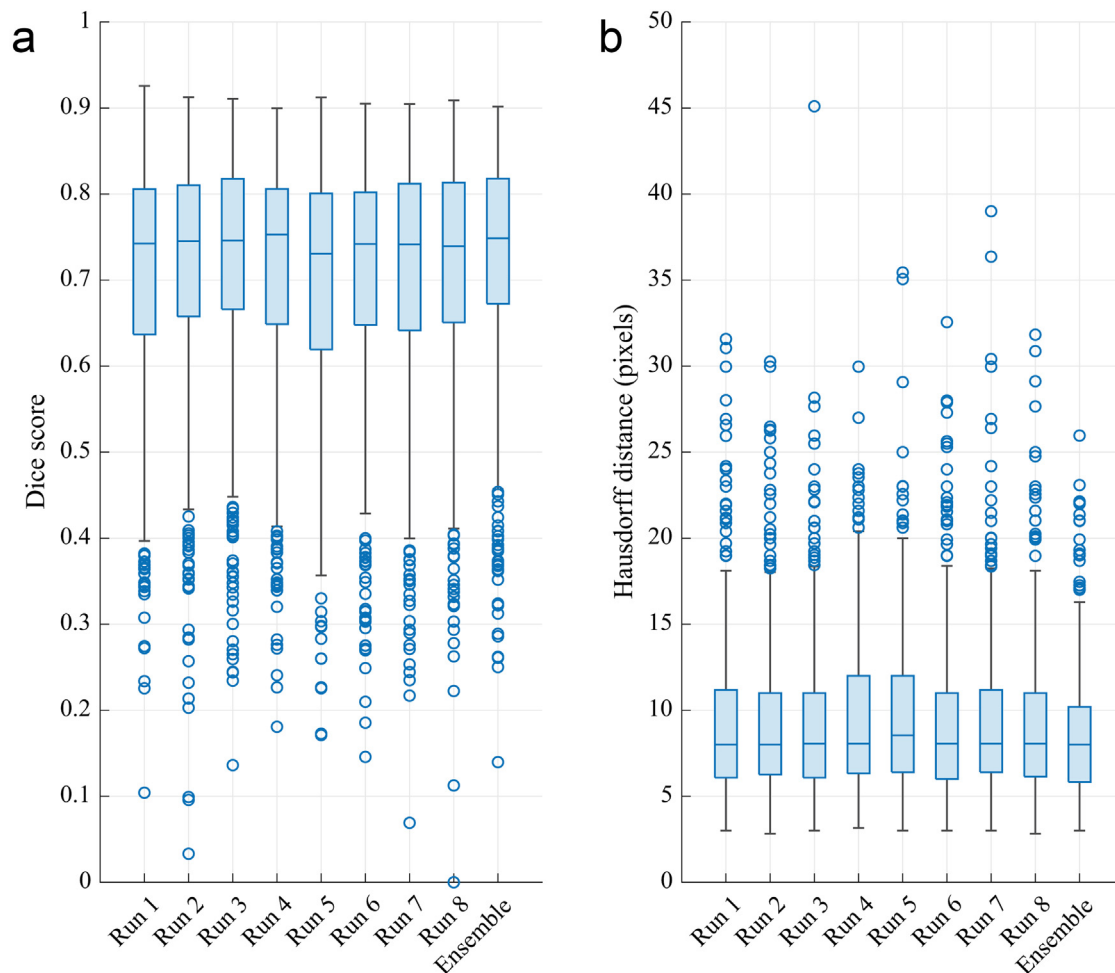 a
1
0.9
0.8
0.7
0.6
0.5
0.4
0.3
0.2
0.1
0
Dice score
Run 1
Run 2
Run 3
Run 4
Run 5
Run 6
Run 7
Run 8
Ensemble
b
50
45
40
35
30
25
20
15
10
5
0
Hausdorff distance (pixels)
Run 1
Run 2
Run 3
Run 4
Run 5
Run 6
Run 7
Run 8
Ensemble